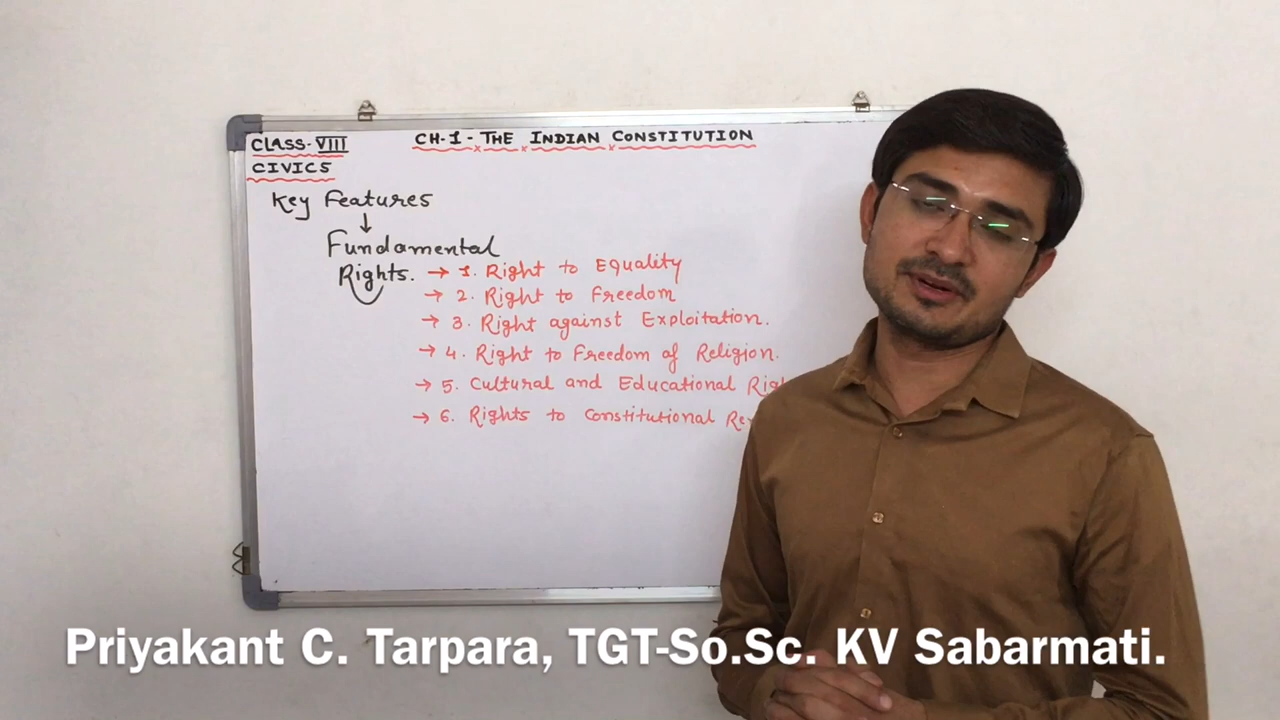 CLASS-VIII
CH-1-THE INDIAN CONSTITUTION
CIVICS
Key Features
Fundamental
Rights. → 1. Right to Equality
→ 2. Right to Freedom
→ 3. Right against Exploitation.
→ 4. Right to Freedom of Religion.
→ 5. Cultural and Educational
→ 6. Rights to Constitutional
Priyakant C. Tarpara, TGT-So.Sc. KV Sabarmati.